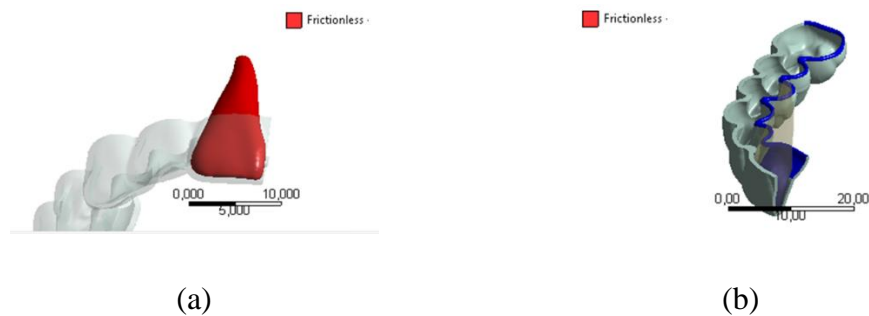 Frictionless -
0,000 10,000
5,000
(a)
Frictionless -
0,00 20,00
10,00
(b)